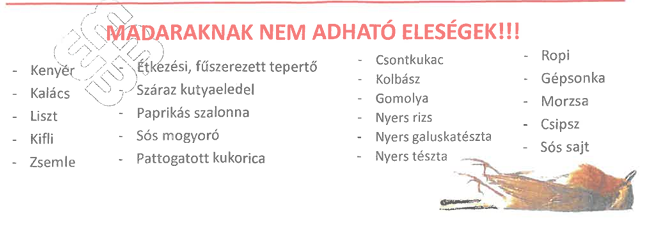 MADARAKNAK NEM ADHATÓ ELESÉGEK!!!
- Kenyér
- Kalács
- Liszt
- Kifli
- Zsemle
- Étkezési, fűszerezett tepertő
- Száraz kutyaeledel
- Paprikás szalonna
- Sós mogyoró
- Pattogatott kukorica
- Csontkukac
- Kolbász
- Gomolya
- Nyers rizs
- Nyers galuskatészta
- Nyers tészta
- Ropi
- Gépsonka
- Morzsa
- Csipsz
- Sós sajt